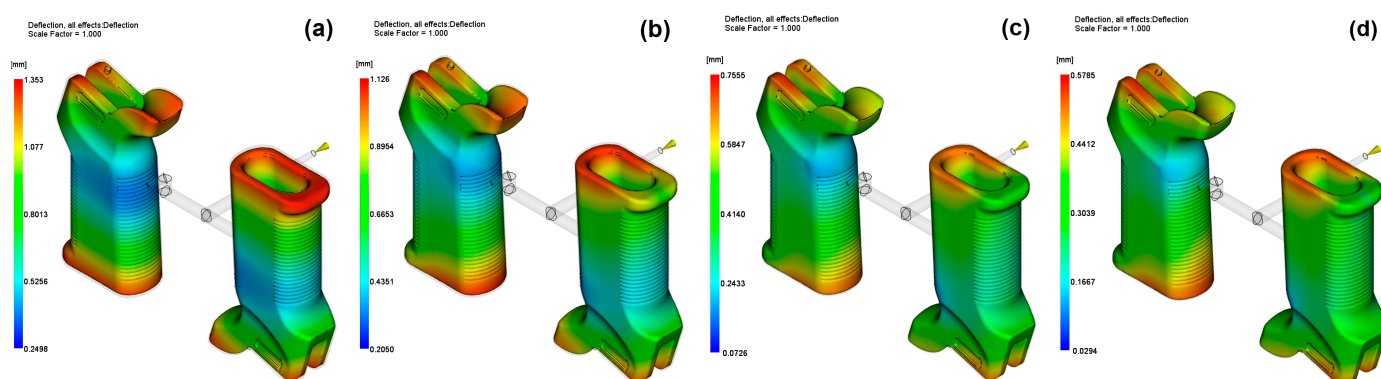 Deflection, all effects:Deflection
Scale Factor = 1.000
(a)
[mm]
1.353
1.077
0.8013
0.5256
0.2498
Deflection, all effects:Deflection
Scale Factor = 1.000
(b)
[mm]
1.126
0.8954
0.6653
0.4351
0.2050
Deflection, all effects:Deflection
Scale Factor = 1.000
(c)
[mm]
0.7555
0.5847
0.4140
0.2433
0.0726
Deflection, all effects:Deflection
Scale Factor = 1.000
(d)
[mm]
0.5785
0.4412
0.3039
0.1667
0.0294